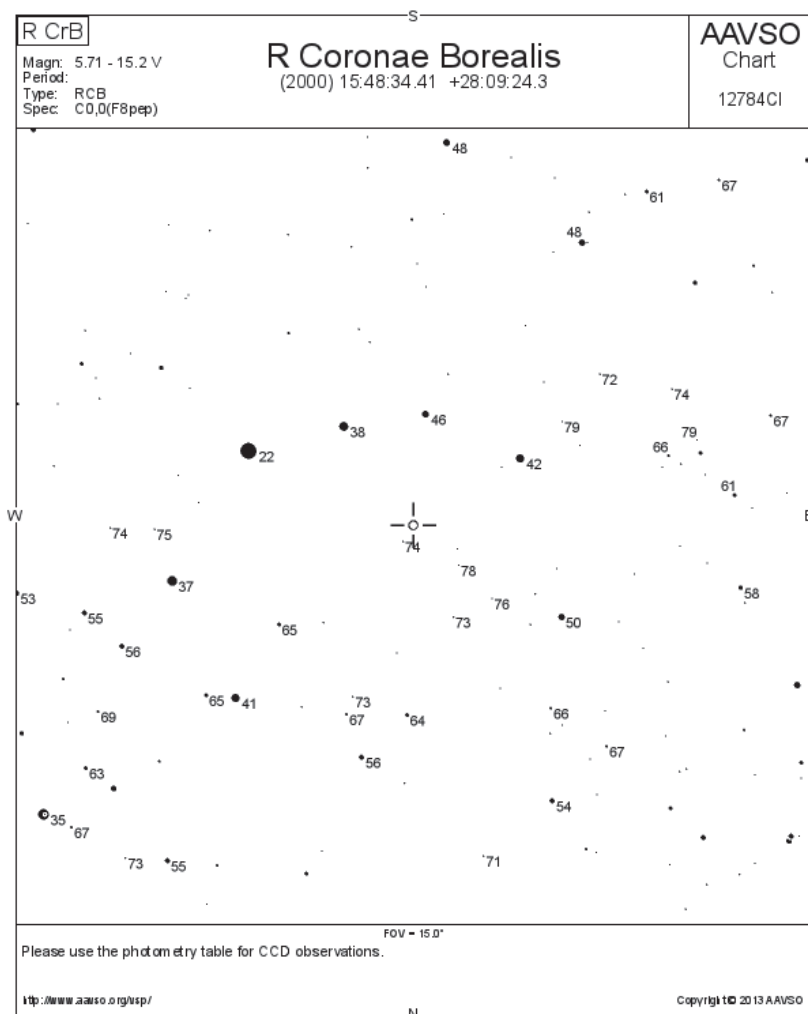 S
R CrB
Magn: 5.71 - 15.2 V
Period:
Type: RCB
Spec: C0,0(F8pep)
R Coronae Borealis
(2000) 15:48:34.41 +28:09:24.3
AAVSO
Chart
12784CI
48
67
61
48
72
74
46
67
38
79
79
66
22
42
61
W
E
74
75
74
78
37
58
53
76
55
73
50
65
56
65
41
73
69
67
64
66
67
56
63
54
35
67
73
55
71
FOV = 15.0°
Please use the photometry table for CCD observations.
http://www.aavso.org/vsp/
Copyright © 2013 AAVSO
N